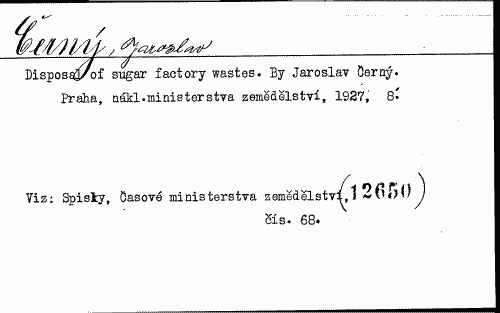 Černý, Jaroslav
Disposal of sugar factory wastes. By Jaroslav Černý.
Praha, nákl.ministerstva zemědělství, 1927, 8.
Viz: Spisky, Časové ministerstva zemědělství, (12650)
čís. 68.